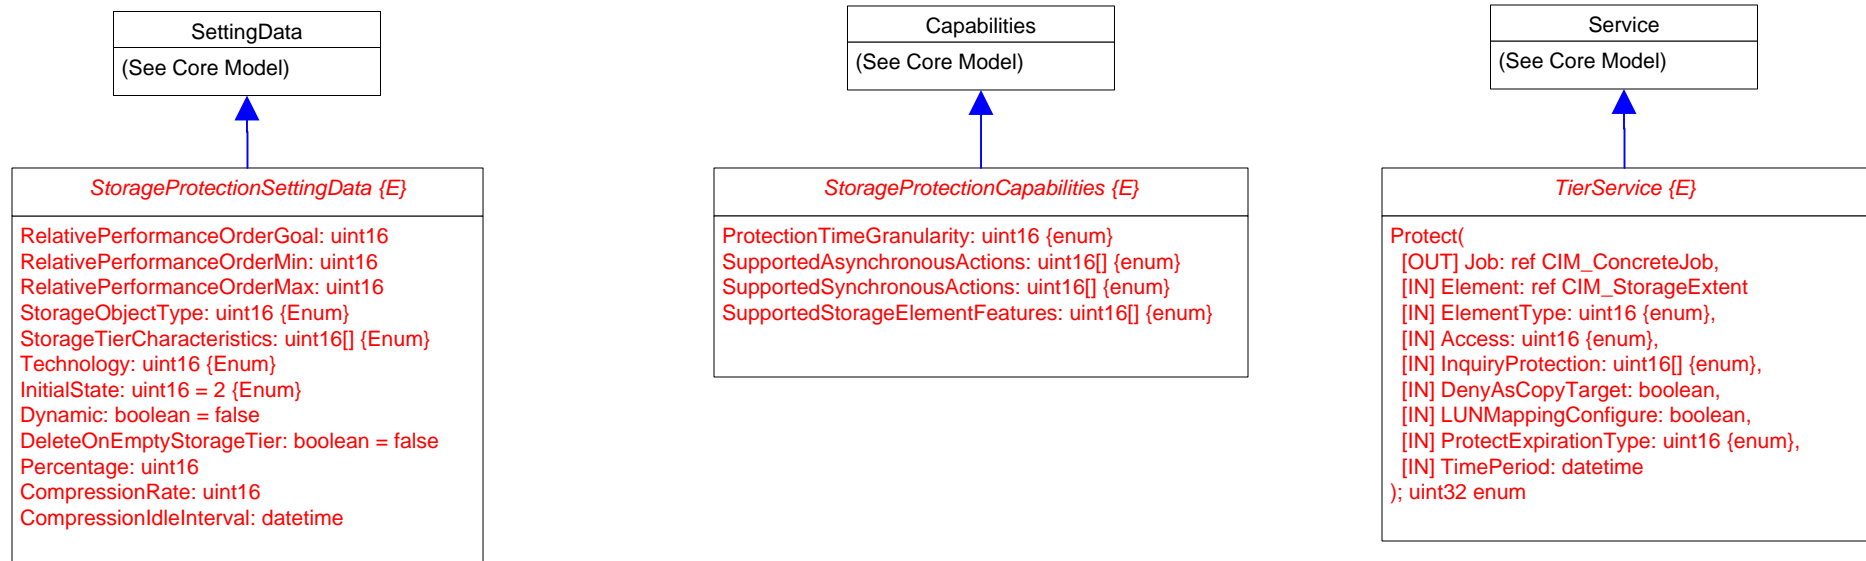 SettingData
(See Core Model)
StorageProtectionSettingData {E}
RelativePerformanceOrderGoal: uint16
RelativePerformanceOrderMin: uint16
RelativePerformanceOrderMax: uint16
StorageObjectType: uint16 {Enum}
StorageTierCharacteristics: uint16[] {Enum}
Technology: uint16 {Enum}
InitialState: uint16 = 2 {Enum}
Dynamic: boolean = false
DeleteOnEmptyStorageTier: boolean = false
Percentage: uint16
CompressionRate: uint16
CompressionIdleInterval: datetime
Capabilities
(See Core Model)
StorageProtectionCapabilities {E}
ProtectionTimeGranularity: uint16 {enum}
SupportedAsynchronousActions: uint16[] {enum}
SupportedSynchronousActions: uint16[] {enum}
SupportedStorageElementFeatures: uint16[] {enum}
Service
(See Core Model)
TierService {E}
Protect(
[OUT] Job: ref CIM_ConcreteJob,
[IN] Element: ref CIM_StorageExtent
[IN] ElementType: uint16 {enum},
[IN] Access: uint16 {enum},
[IN] InquiryProtection: uint16[] {enum},
[IN] DenyAsCopyTarget: boolean,
[IN] LUNMappingConfigure: boolean,
[IN] ProtectExpirationType: uint16 {enum},
[IN] TimePeriod: datetime
); uint32 enum